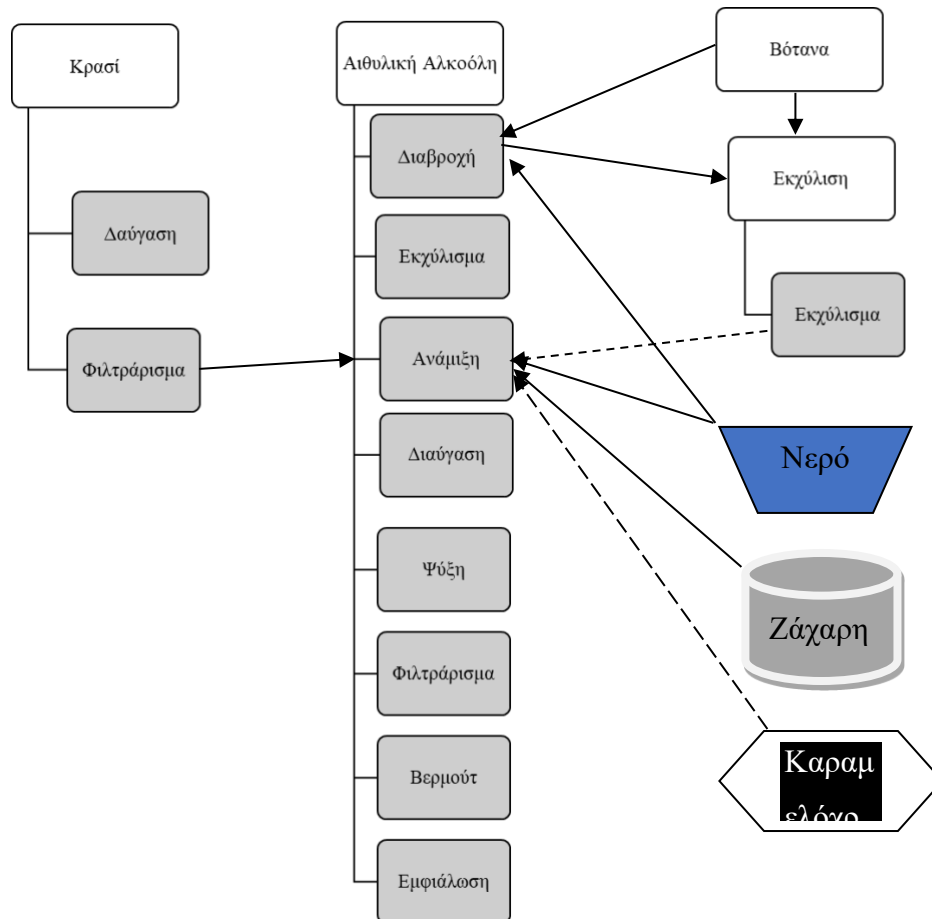 Κρασί
Δαύγαση
Φιλτράρισμα
Αιθυλική Αλκοόλη
Διαβροχή
Εκχύλισμα
Ανάμιξη
Διαύγαση
Ψύξη
Φιλτράρισμα
Βερμούτ
Εμφιάλωση
Βότανα
Εκχύλιση
Εκχύλισμα
Νερό
Ζάχαρη
Καραμ
ελόχρ